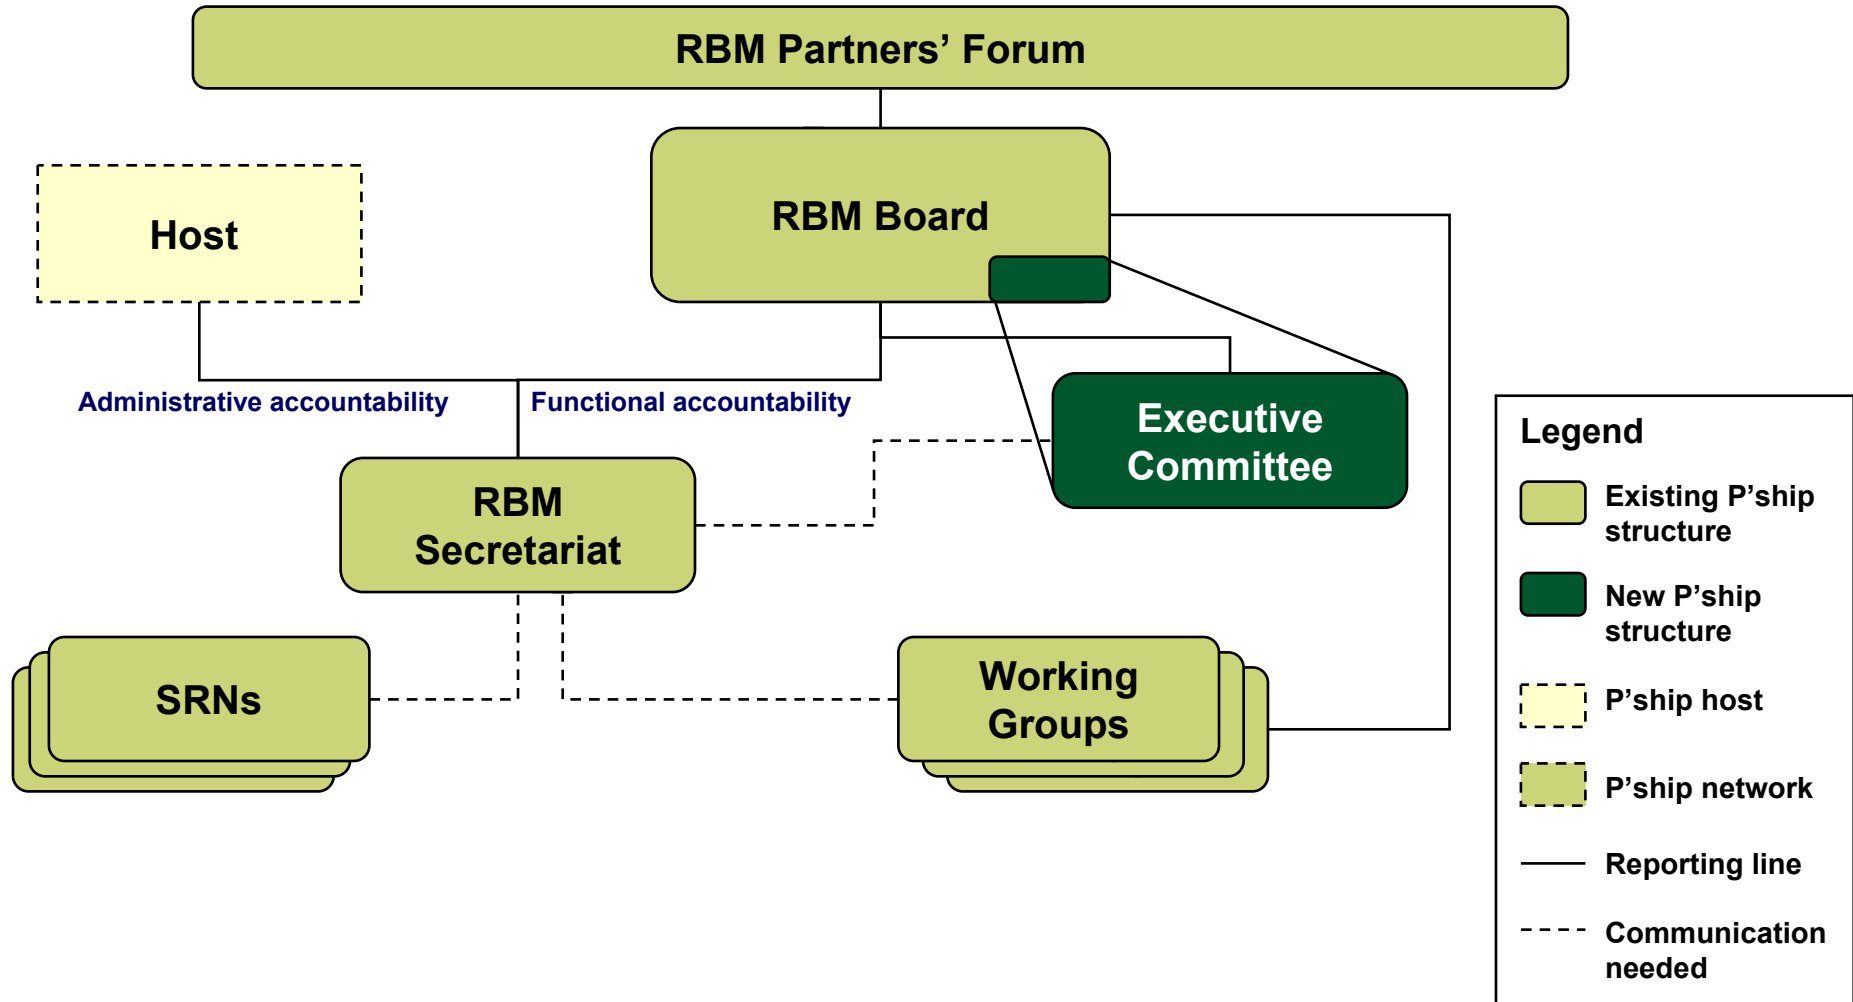 RBM Partners’ Forum
RBM Board
Host
Administrative accountability
Functional accountability
Executive
Committee
RBM
Secretariat
SRNs
Working
Groups
Legend
Existing P’ship
structure
New P’ship
structure
P’ship host
P’ship network
Reporting line
Communication
needed